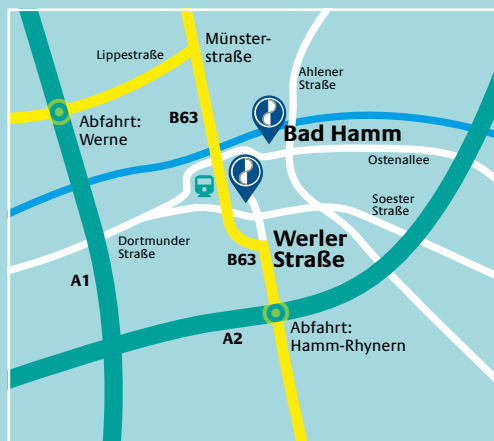 Münster-
straße
Lippestraße
Ahlener
Straße
B63
Abfahrt:
Werne
Bad Hamm
Ostenallee
Soester
Straße
Dortmunder
Straße
Werler
Straße
B63
A1
A2
Abfahrt:
Hamm-Rhynern